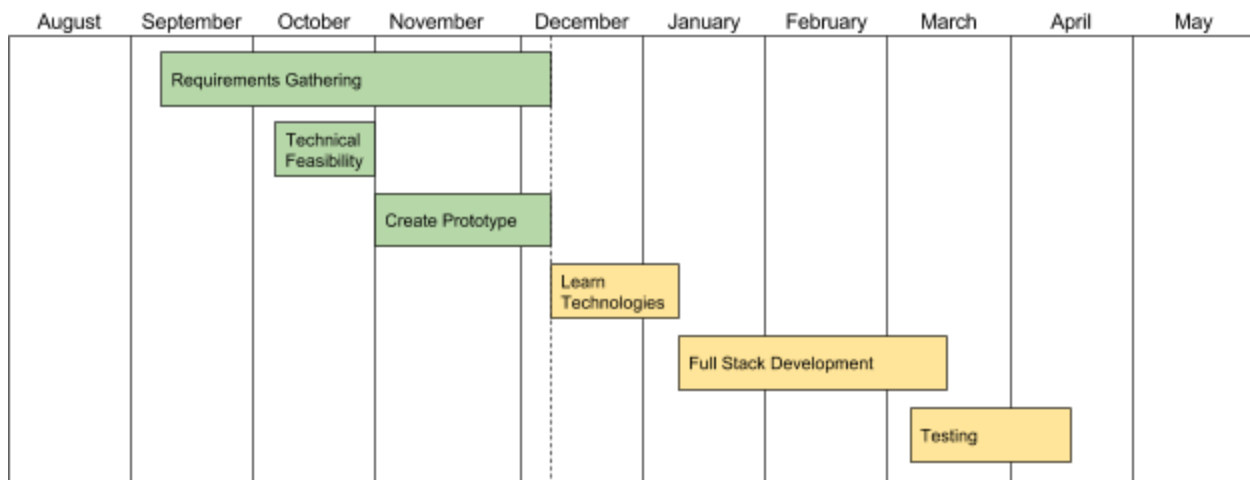 August September October November December January February March April May
Requirements Gathering
Technical
Feasibility
Create Prototype
Learn
Technologies
Full Stack Development
Testing